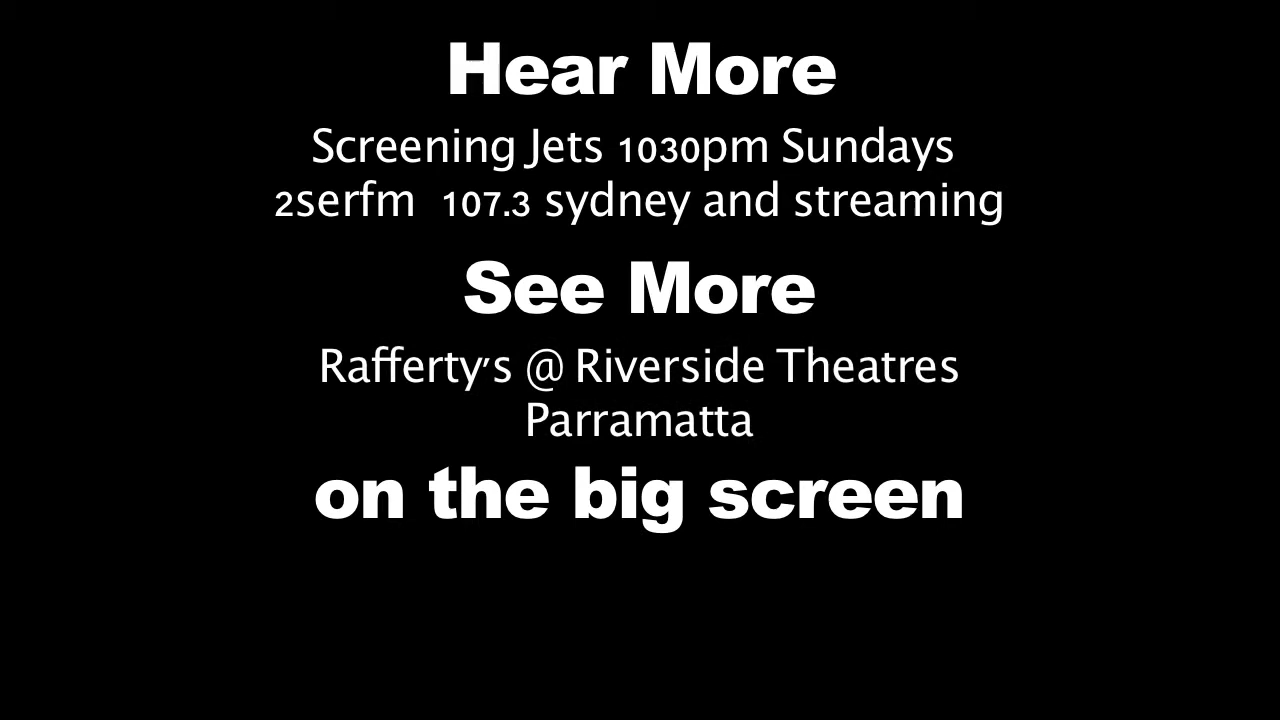 Hear More
Screening Jets 1030pm Sundays
2serfm 107.3 sydney and streaming
See More
Rafferty's @ Riverside Theatres
Parramatta
on the big screen